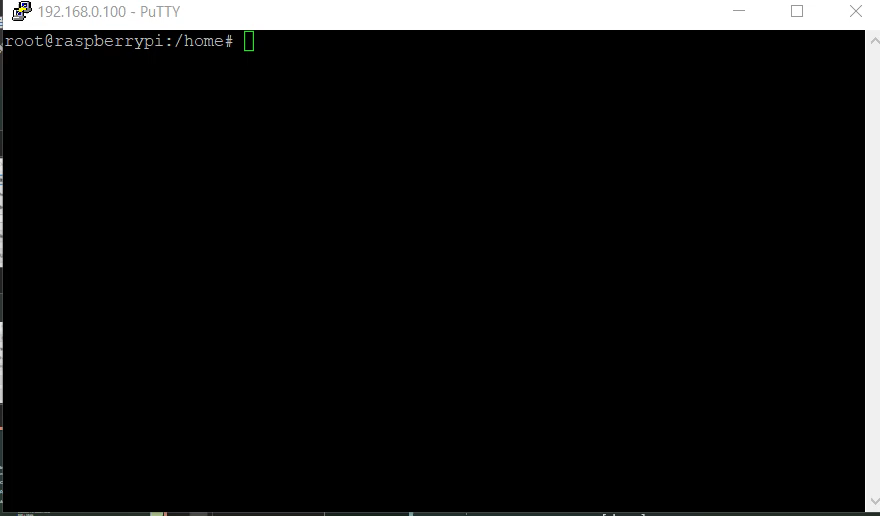 192.168.0.100 - PuTTY
root@raspberrypi:/home#